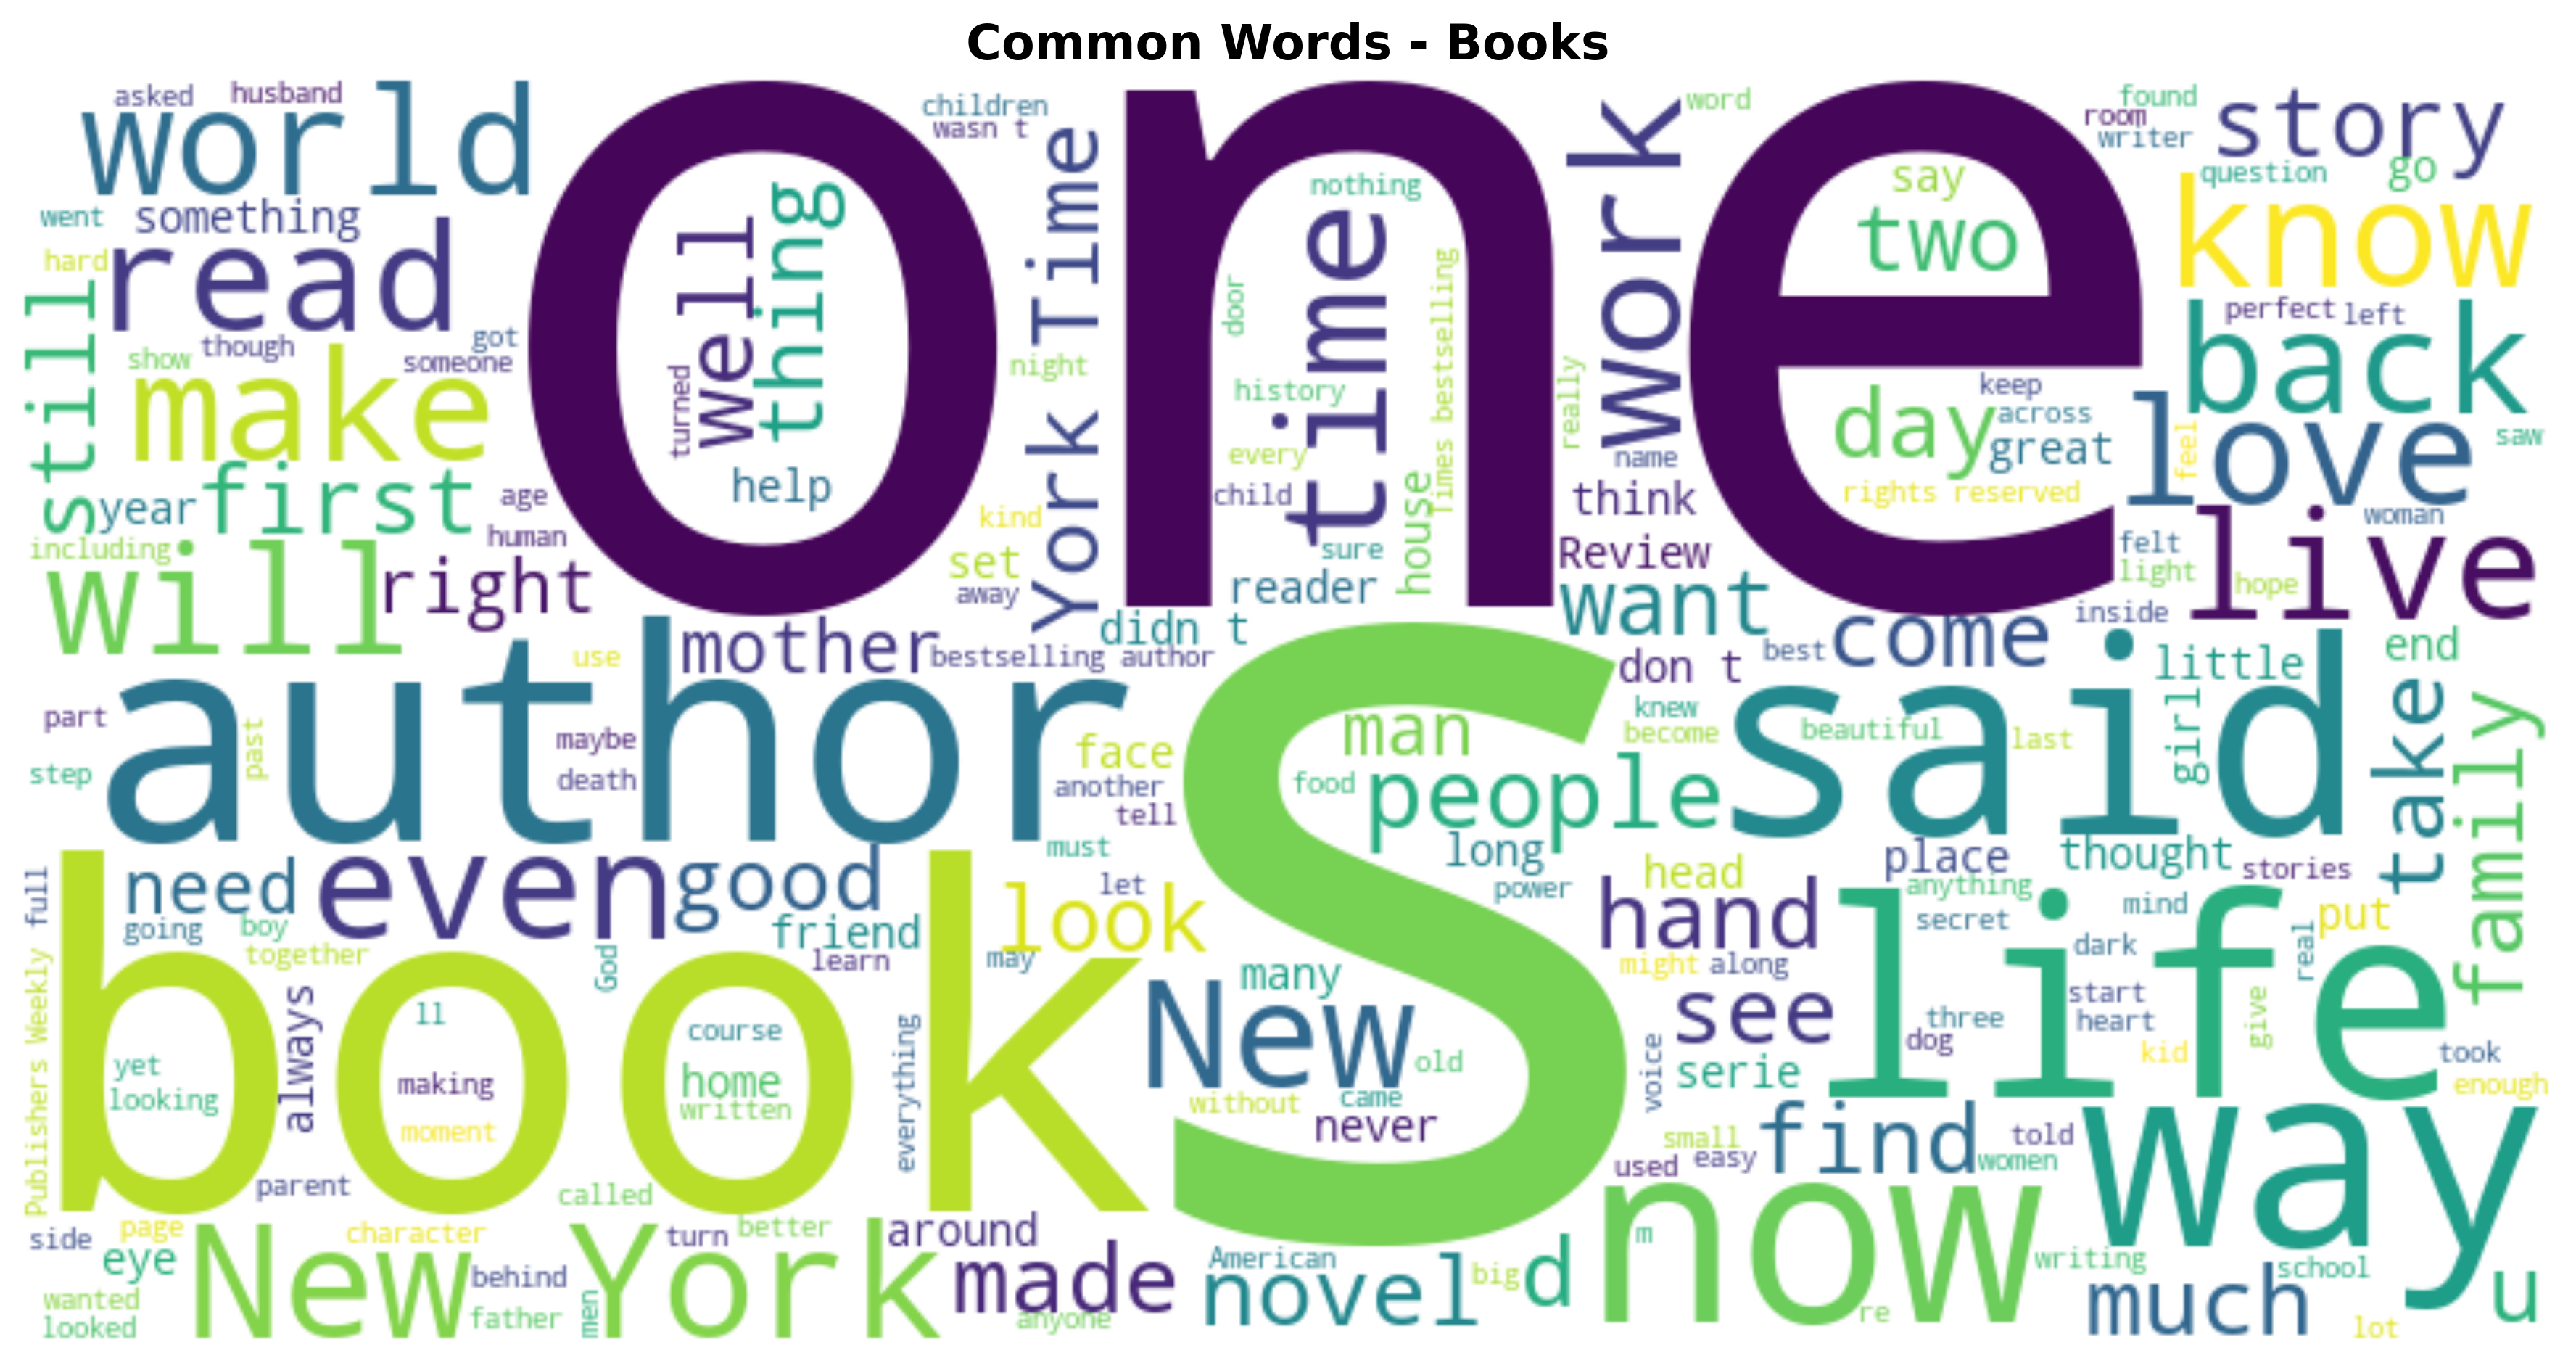 Common Words - Books
one
s
book
author
said
life
way
now
world
read
make
know
back
love
live
story
work
time
York Time
well
thing
two
day
still
first
will
right
mother
want
come
people
man
New
New York
even
good
need
look
hand
see
find
made
novel
d
much
u
family
take
asked
husband
something
went
hard
though
show
someone
got
year
age
human
including
turned
help
children
wasn t
night
kind
set
away
nothing
door
history
every
child
sure
reader
house
Times bestselling
really
word
name
think
Review
say
keep
across
great
rights reserved
found
room
writer
question
go
perfect
left
feel
saw
woman
felt
light
hope
inside
end
little
girl
use
bestselling author
didn t
don t
best
knew
become
beautiful
last
part
past
step
maybe
death
face
another
tell
must
food
long
power
head
place
thought
stories
anything
secret
mind
dark
real
put
full
going
boy
together
God
friend
learn
let
may
many
might
along
start
heart
three
dog
kid
give
took
enough
Publishers Weekly
yet
looking
always
ll
making
moment
course
home
written
everything
old
without
came
never
voice
serie
small
used
easy
told
women
parent
called
side
page
character
turn
better
around
eye
behind
father
men
wanted
looked
anyone
American
big
m
re
writing
school
lot